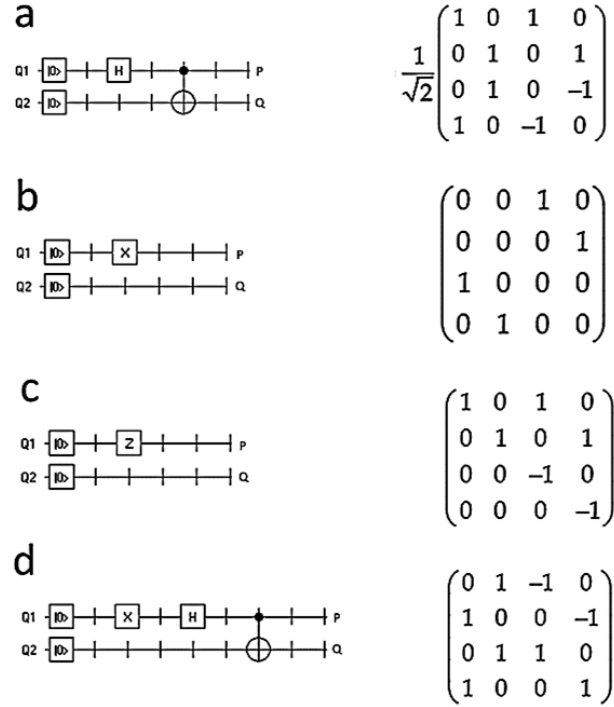 a
Q1 |0> H P
Q2 |0> Q
1/√2
1 0 1 0
0 1 0 1
0 1 0 –1
1 0 –1 0
b
Q1 |0> X P
Q2 |0> Q
0 0 1 0
0 0 0 1
1 0 0 0
0 1 0 0
c
Q1 |0> Z P
Q2 |0> Q
1 0 1 0
0 1 0 1
0 0 –1 0
0 0 0 –1
d
Q1 |0> X H P
Q2 |0> Q
0 1 –1 0
1 0 0 –1
0 1 1 0
1 0 0 1